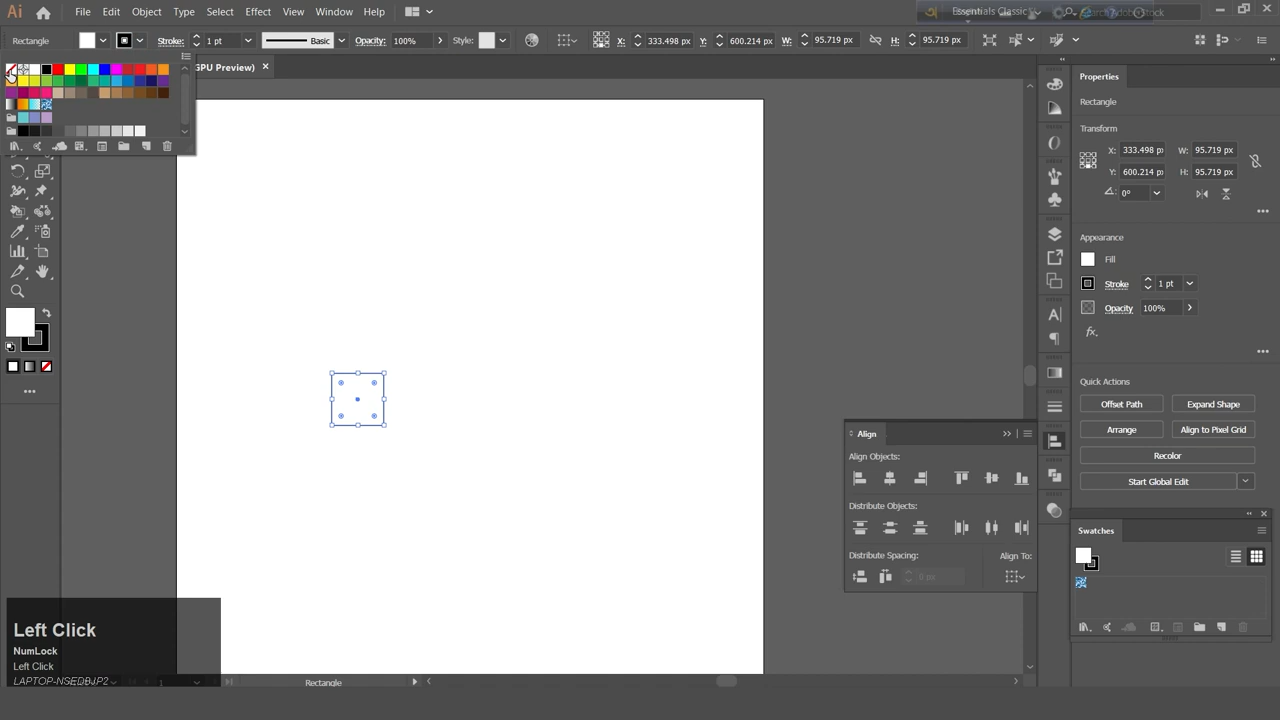 Ai File Edit Object Type Select Effect View Window Help Essentials Classic
Rectangle Stroke: 1 pt Basic Opacity: 100% Style: X: 333.498 px Y: 600.214 px W: 95.719 px H: 95.719 px
GPU Preview) ×
Properties
Rectangle
Transform
X: 333.498 px W: 95.719 px
Y: 600.214 px H: 95.719 px
0°
Appearance
Fill
Stroke 1 pt
Opacity 100%
fx.
Quick Actions
Offset Path Expand Shape
Arrange Align to Pixel Grid
Recolor
Start Global Edit
Align
Align Objects:
Distribute Objects:
Distribute Spacing: Align To:
0 px
Swatches
Left Click
NumLock
Left Click
LAPTOP-NSEDBJP2
1 Rectangle